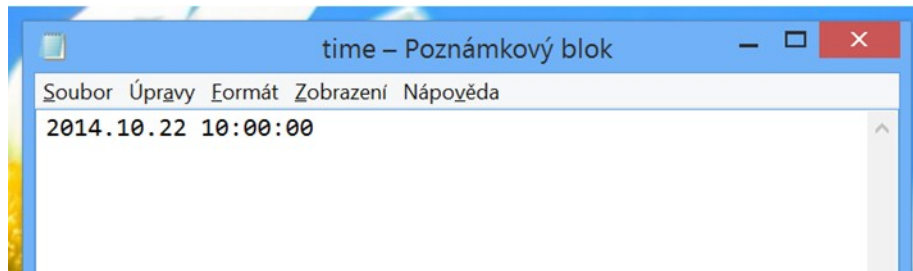 time – Poznámkový blok
Soubor Úpravy Formát Zobrazení Nápověda
2014.10.22 10:00:00